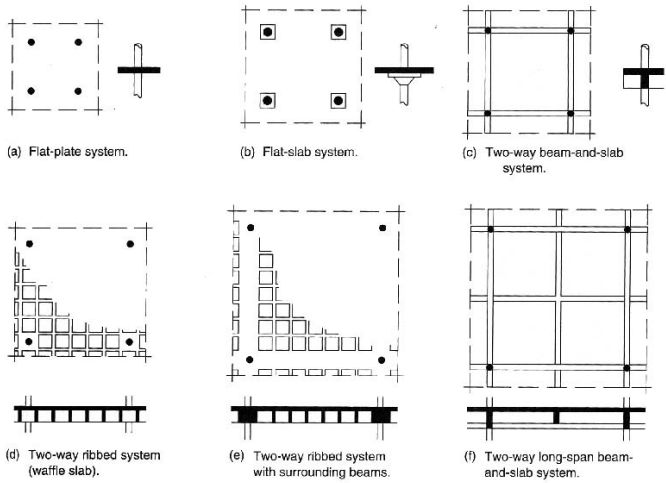 (a) Flat-plate system.
(b) Flat-slab system.
(c) Two-way beam-and-slab
system.
(d) Two-way ribbed system
(waffle slab).
(e) Two-way ribbed system
with surrounding beams.
(f) Two-way long-span beam-
and-slab system.